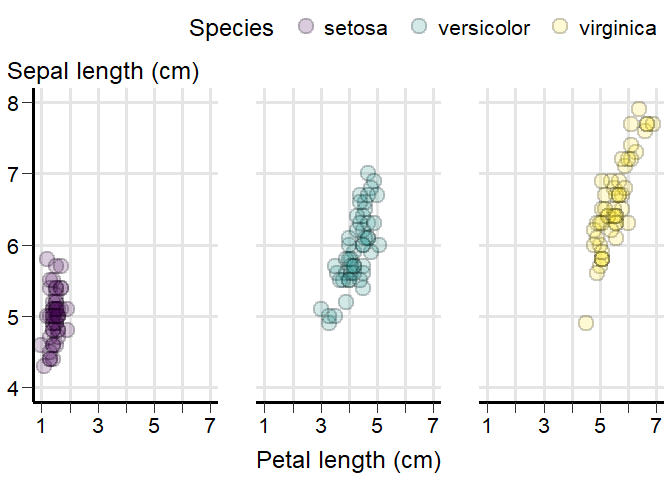 Species setosa versicolor virginica
Sepal length (cm)
8
7
6
5
4
1 3 5 7 1 3 5 7 1 3 5 7
Petal length (cm)